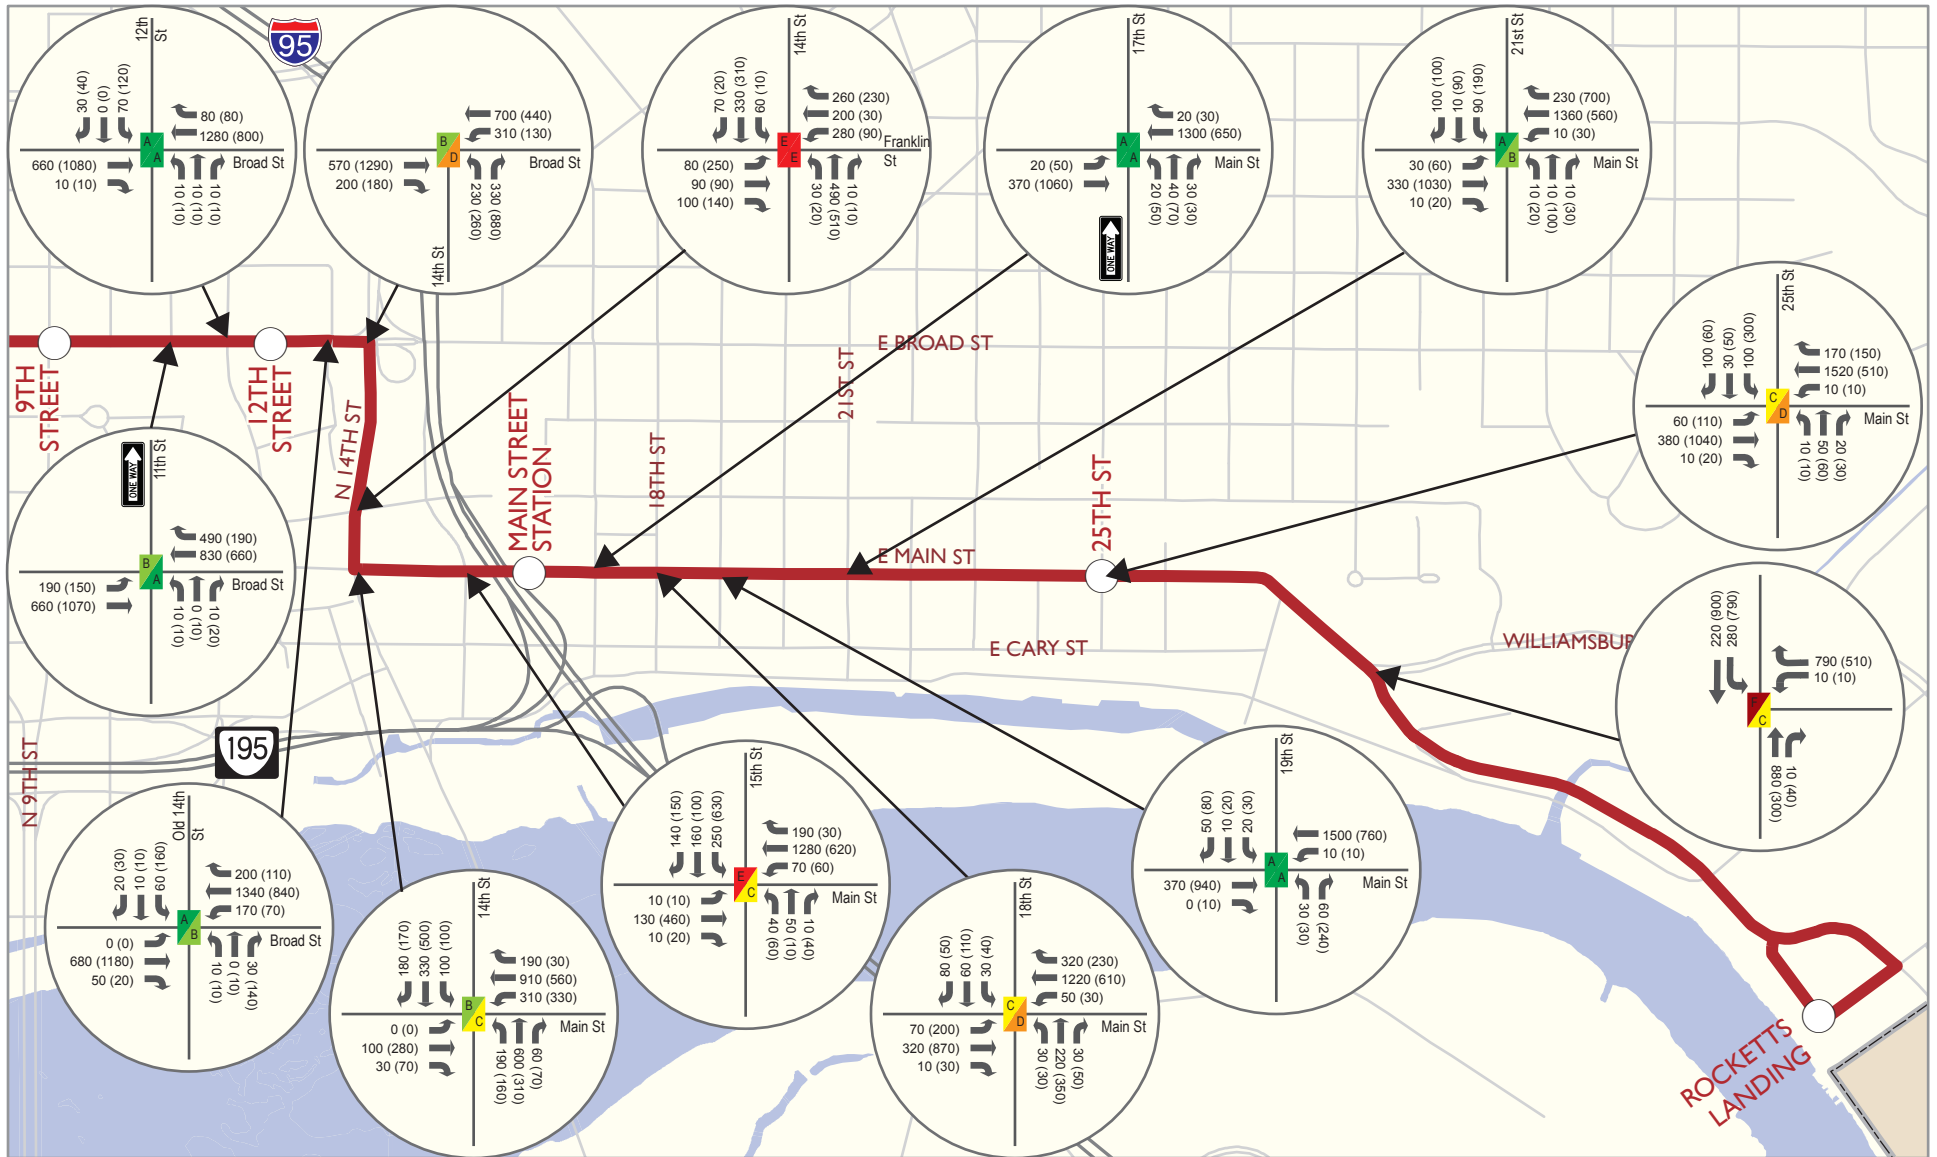 12th St
30 (40)
0 (0)
70 (120)
80 (80)
1280 (800)
A
A
Broad St
660 (1080)
10 (10)
10 (10)
10 (10)
10 (10)
95
700 (440)
310 (130)
B
D
Broad St
570 (1290)
200 (180)
230 (260)
330 (880)
14th St
14th St
70 (20)
330 (310)
60 (10)
260 (230)
200 (30)
280 (90)
E
E
Franklin
St
80 (250)
90 (90)
100 (140)
30 (20)
490 (510)
10 (10)
17th St
20 (30)
1300 (650)
A
A
Main St
20 (50)
370 (1060)
20 (50)
40 (70)
30 (30)
ONE WAY
21st St
100 (100)
10 (90)
90 (190)
230 (700)
1360 (560)
10 (30)
A
B
Main St
30 (60)
330 (1030)
10 (20)
10 (20)
10 (100)
10 (30)
25th St
100 (60)
30 (50)
100 (300)
170 (150)
1520 (510)
10 (10)
C
D
Main St
60 (110)
380 (1040)
10 (20)
10 (10)
50 (60)
20 (30)
9TH
STREET
12TH
STREET
N 14TH ST
MAIN STREET
STATION
18TH ST
21ST ST
E BROAD ST
E MAIN ST
25TH ST
E CARY ST
WILLIAMSBUR
N 9TH ST
195
ROCKETTS
LANDING
ONE WAY
11th St
490 (190)
830 (660)
B
A
Broad St
190 (150)
660 (1070)
10 (10)
0 (10)
10 (20)
220 (900)
280 (790)
790 (510)
10 (10)
F
C
880 (300)
10 (40)
Old 14th
St
20 (30)
10 (10)
60 (160)
200 (110)
1340 (840)
170 (70)
A
B
Broad St
0 (0)
680 (1180)
50 (20)
10 (10)
0 (10)
30 (140)
14th St
180 (170)
330 (500)
100 (100)
190 (30)
910 (560)
310 (330)
B
C
Main St
0 (0)
100 (280)
30 (70)
190 (160)
600 (310)
60 (70)
15th St
140 (150)
160 (100)
250 (630)
190 (30)
1280 (620)
70 (60)
E
C
Main St
10 (10)
130 (460)
10 (20)
40 (60)
50 (10)
10 (40)
18th St
80 (50)
60 (110)
30 (40)
320 (230)
1220 (610)
50 (30)
C
D
Main St
70 (200)
320 (870)
10 (30)
30 (30)
220 (350)
30 (50)
19th St
50 (80)
10 (20)
20 (30)
1500 (760)
10 (10)
A
A
Main St
370 (940)
0 (10)
30 (30)
60 (240)